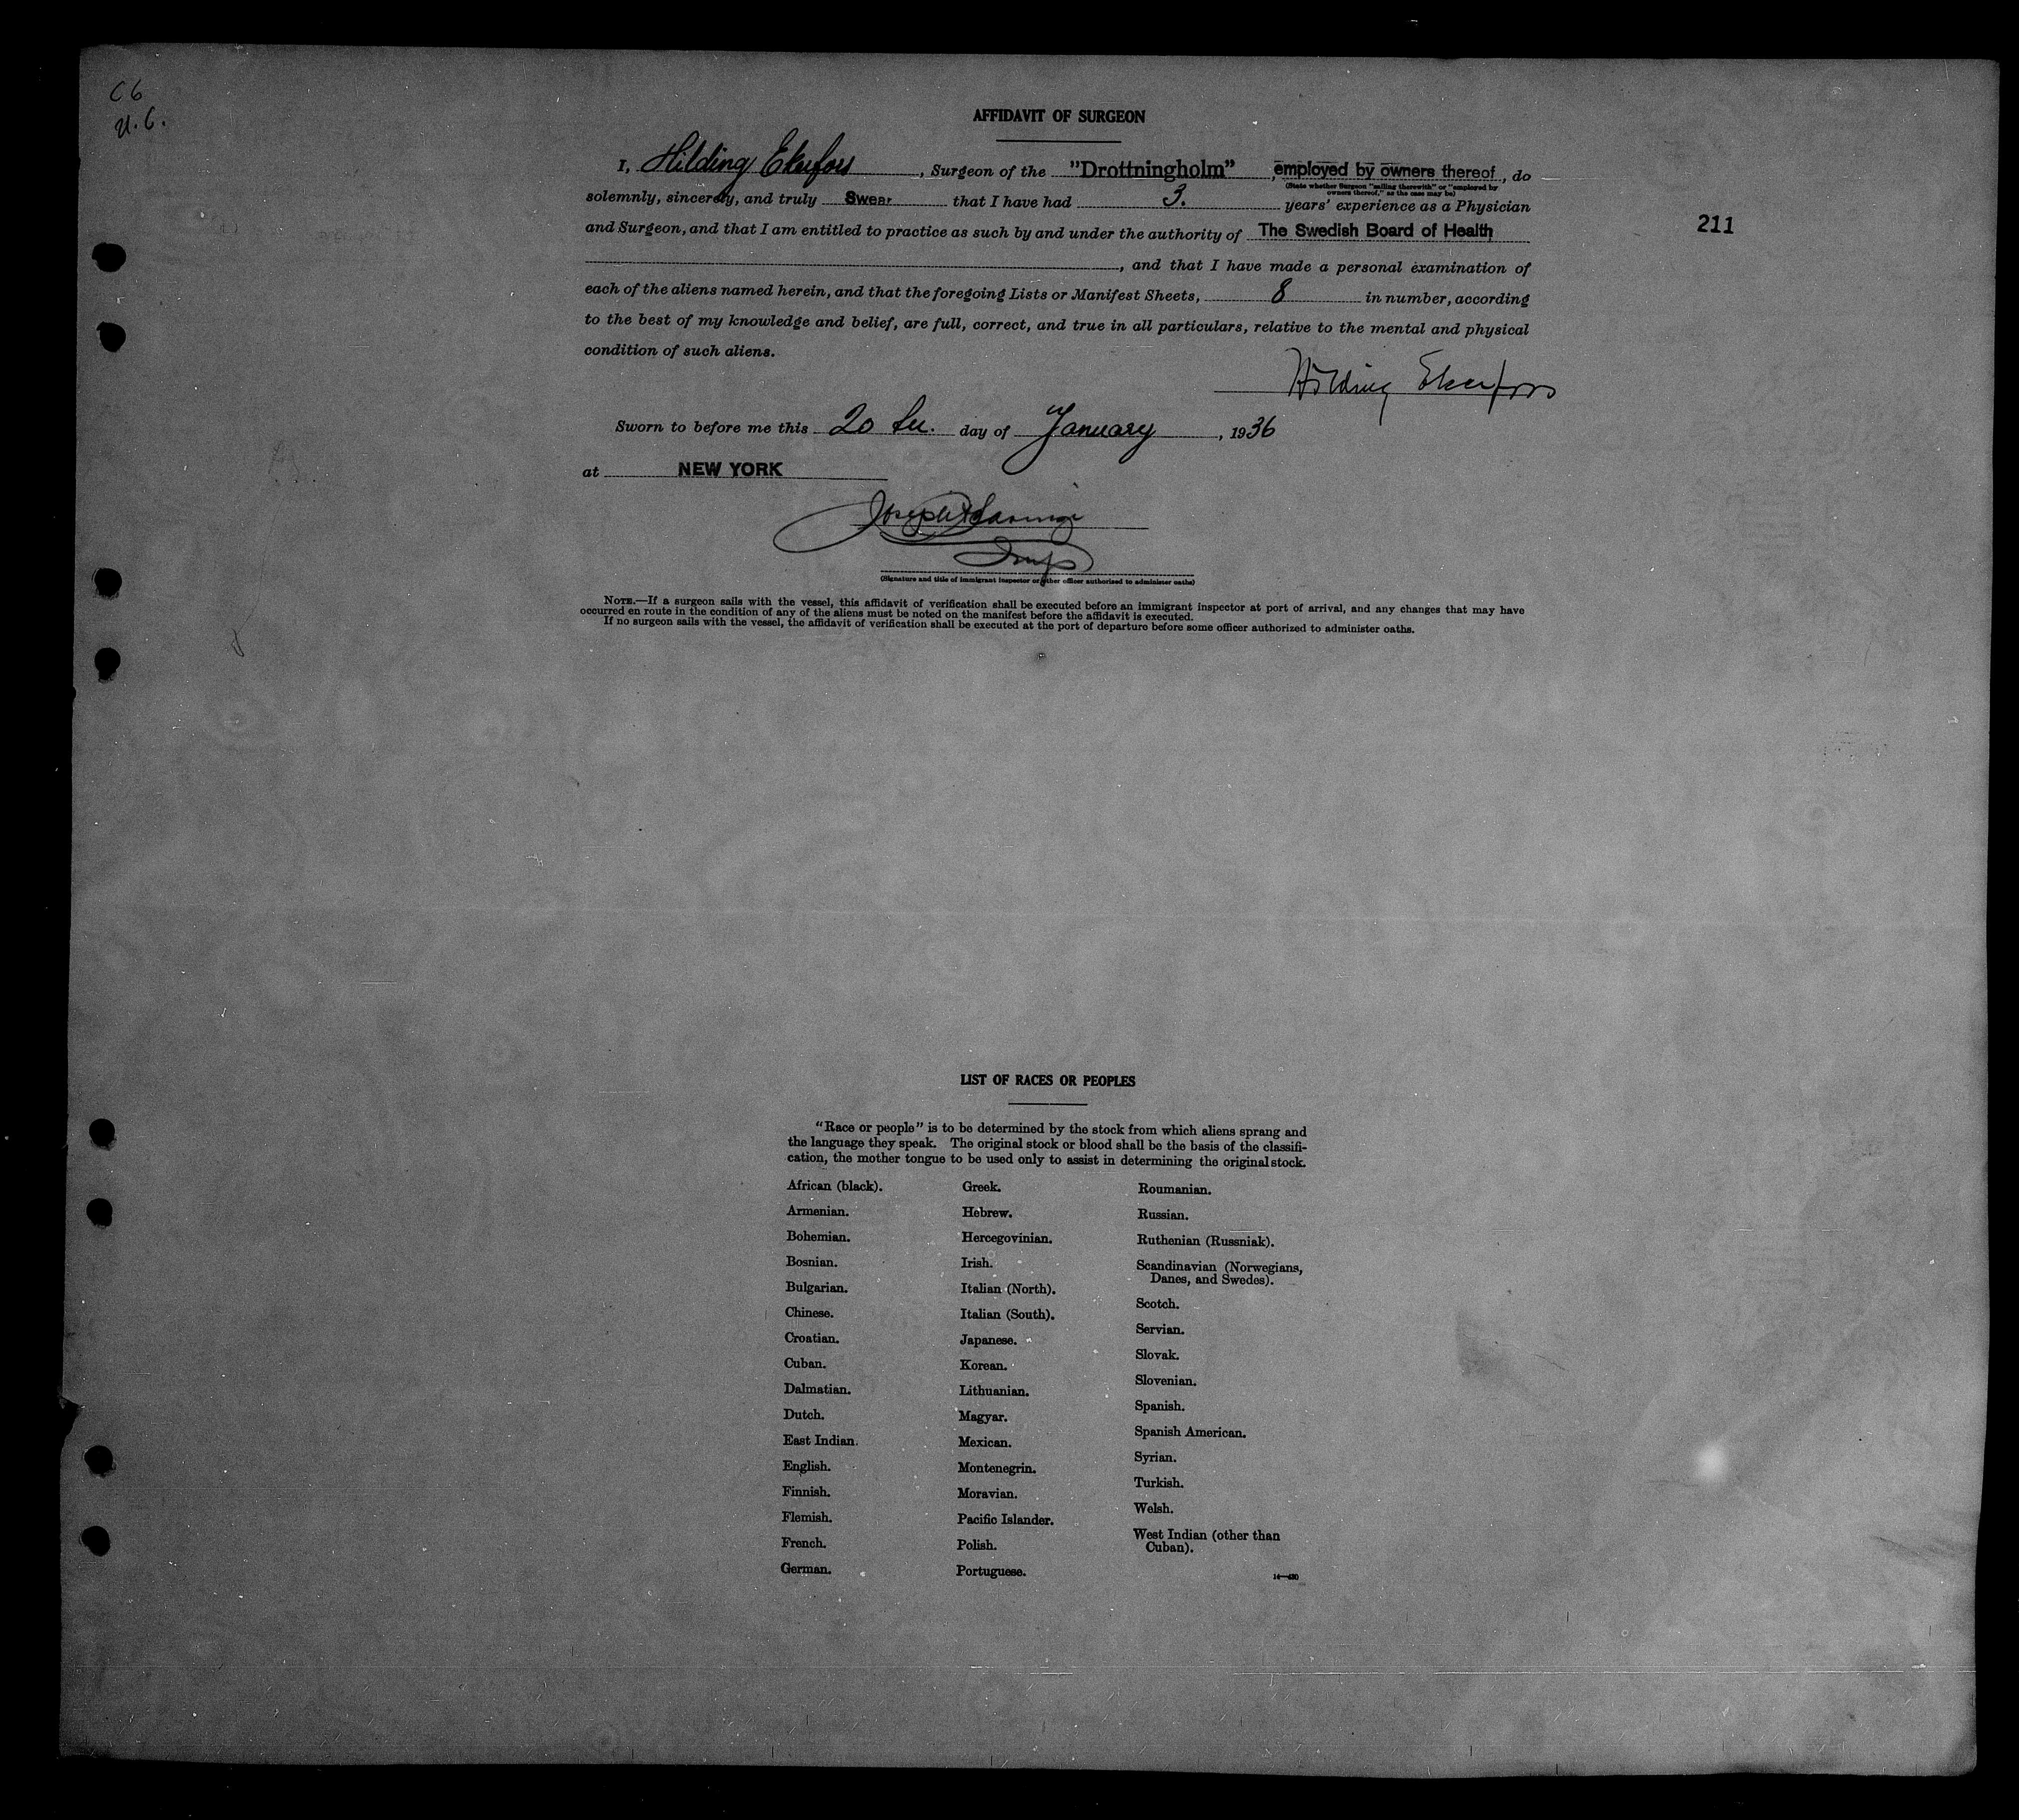 C6
U.C.
AFFIDAVIT OF SURGEON
I, Hilding Ekerfors, Surgeon of the "Drottningholm", employed by owners thereof, do
(State whether Surgeon "sailing therewith" or "employed by
owners thereof," as the case may be)
solemnly, sincerely, and truly Swear that I have had 3. years' experience as a Physician
211
and Surgeon, and that I am entitled to practice as such by and under the authority of The Swedish Board of Health
, and that I have made a personal examination of
each of the aliens named herein, and that the foregoing Lists or Manifest Sheets, 8 in number, according
to the best of my knowledge and belief, are full, correct, and true in all particulars, relative to the mental and physical
condition of such aliens.
Hilding Ekerfors
Sworn to before me this 20 day of January, 1936
at NEW YORK
Joseph
Insp
(Signature and title of immigrant inspector or other officer authorized to administer oaths)
NOTE.—If a surgeon sails with the vessel, this affidavit of verification shall be executed before an immigrant inspector at port of arrival, and any changes that may have
occurred en route in the condition of any of the aliens must be noted on the manifest before the affidavit is executed.
If no surgeon sails with the vessel, the affidavit of verification shall be executed at the port of departure before some officer authorized to administer oaths.
LIST OF RACES OR PEOPLES
"Race or people" is to be determined by the stock from which aliens sprang and
the language they speak. The original stock or blood shall be the basis of the classifi-
cation, the mother tongue to be used only to assist in determining the original stock.
African (black).
Armenian.
Bohemian.
Bosnian.
Bulgarian.
Chinese.
Croatian.
Cuban.
Dalmatian.
Dutch.
East Indian.
English.
Finnish.
Flemish.
French.
German.
Greek.
Hebrew.
Hercegovinian.
Irish.
Italian (North).
Italian (South).
Japanese.
Korean.
Lithuanian.
Magyar.
Mexican.
Montenegrin.
Moravian.
Pacific Islander.
Polish.
Portuguese.
Roumanian.
Russian.
Ruthenian (Russniak).
Scandinavian (Norwegians,
Danes, and Swedes).
Scotch.
Servian.
Slovak.
Slovenian.
Spanish.
Spanish American.
Syrian.
Turkish.
Welsh.
West Indian (other than
Cuban).
14—430